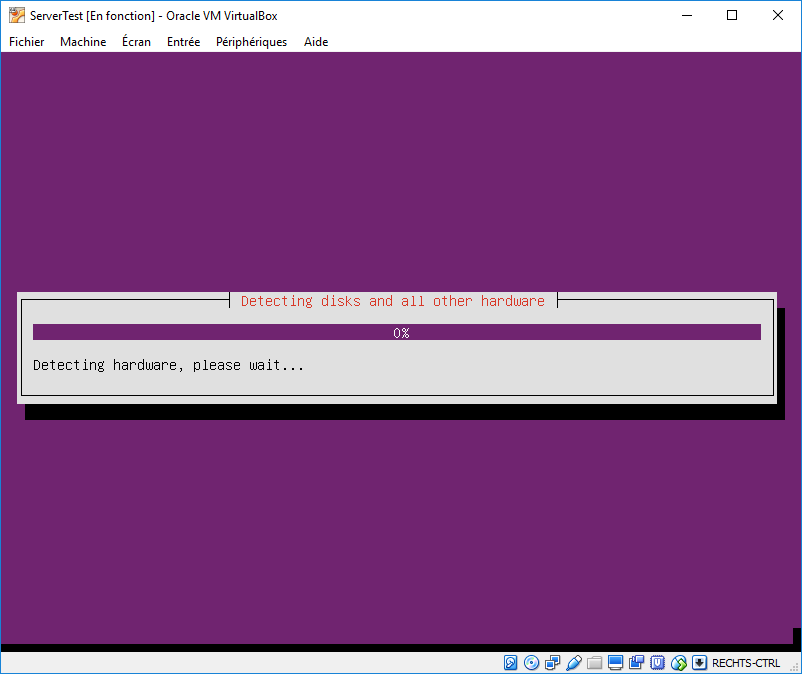 ServerTest [En fonction] - Oracle VM VirtualBox
Fichier Machine Écran Entrée Périphériques Aide
Detecting disks and all other hardware
0%
Detecting hardware, please wait...
RECHTS-CTRL